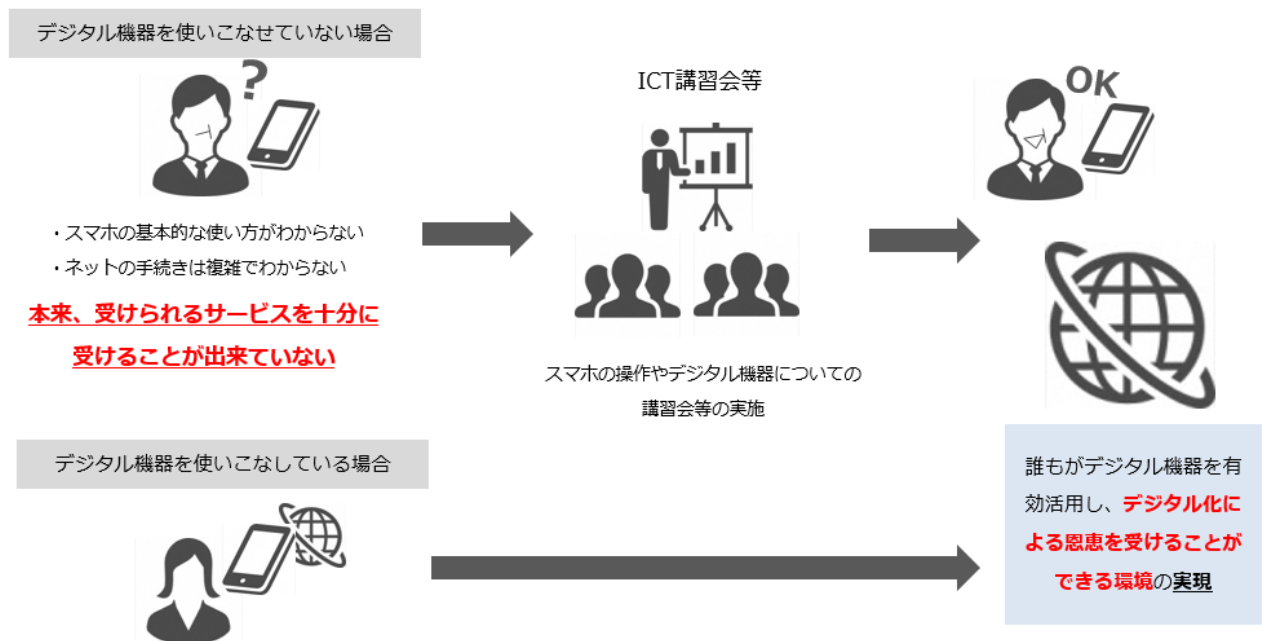 デジタル機器を使いこなせていない場合
?
・スマホの基本的な使い方がわからない
・ネットの手続きは複雑でわからない
本来、受けられるサービスを十分に
受けることが出来ていない
ICT講習会等
スマホの操作やデジタル機器についての
講習会等の実施
OK
デジタル機器を使いこなしている場合
誰もがデジタル機器を有
効活用し、デジタル化に
よる恩恵を受けることが
できる環境の実現